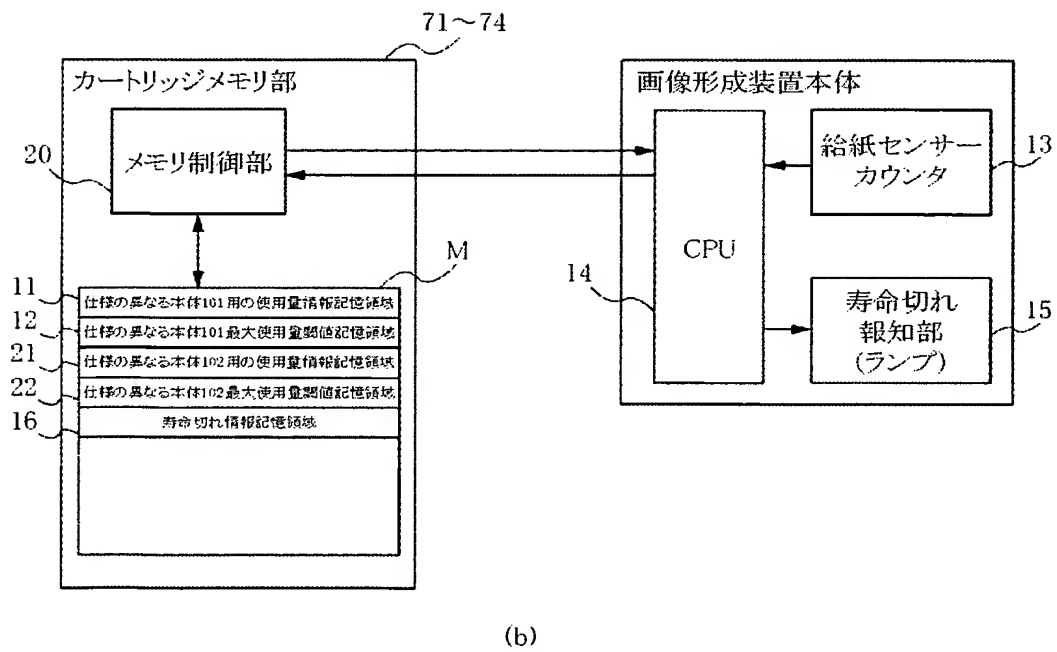 71～74
カートリッジメモリ部
画像形成装置本体
20
メモリ制御部
CPU
給紙センサー
カウンタ
13
M
14
寿命切れ
報知部
(ランプ)
15
11
仕様の異なる本体101用の使用量情報記憶領域
12
仕様の異なる本体101最大使用量閾値記憶領域
21
仕様の異なる本体102用の使用量情報記憶領域
22
仕様の異なる本体102最大使用量閾値記憶領域
16
寿命切れ情報記憶領域
(b)